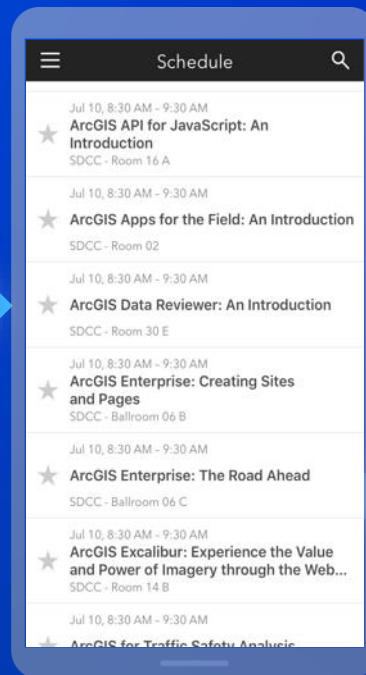 Schedule
Jul 10, 8:30 AM - 9:30 AM
ArcGIS API for JavaScript: An
Introduction
SDCC - Room 16 A
Jul 10, 8:30 AM - 9:30 AM
ArcGIS Apps for the Field: An Introduction
SDCC - Room 02
Jul 10, 8:30 AM - 9:30 AM
ArcGIS Data Reviewer: An Introduction
SDCC - Room 30 E
Jul 10, 8:30 AM - 9:30 AM
ArcGIS Enterprise: Creating Sites
and Pages
SDCC - Ballroom 06 B
Jul 10, 8:30 AM - 9:30 AM
ArcGIS Enterprise: The Road Ahead
SDCC - Ballroom 06 C
Jul 10, 8:30 AM - 9:30 AM
ArcGIS Excalibur: Experience the Value
and Power of Imagery through the Web...
SDCC - Room 14 B
Jul 10, 8:30 AM - 9:30 AM
ArcGIS for Traffic Safety Analysis